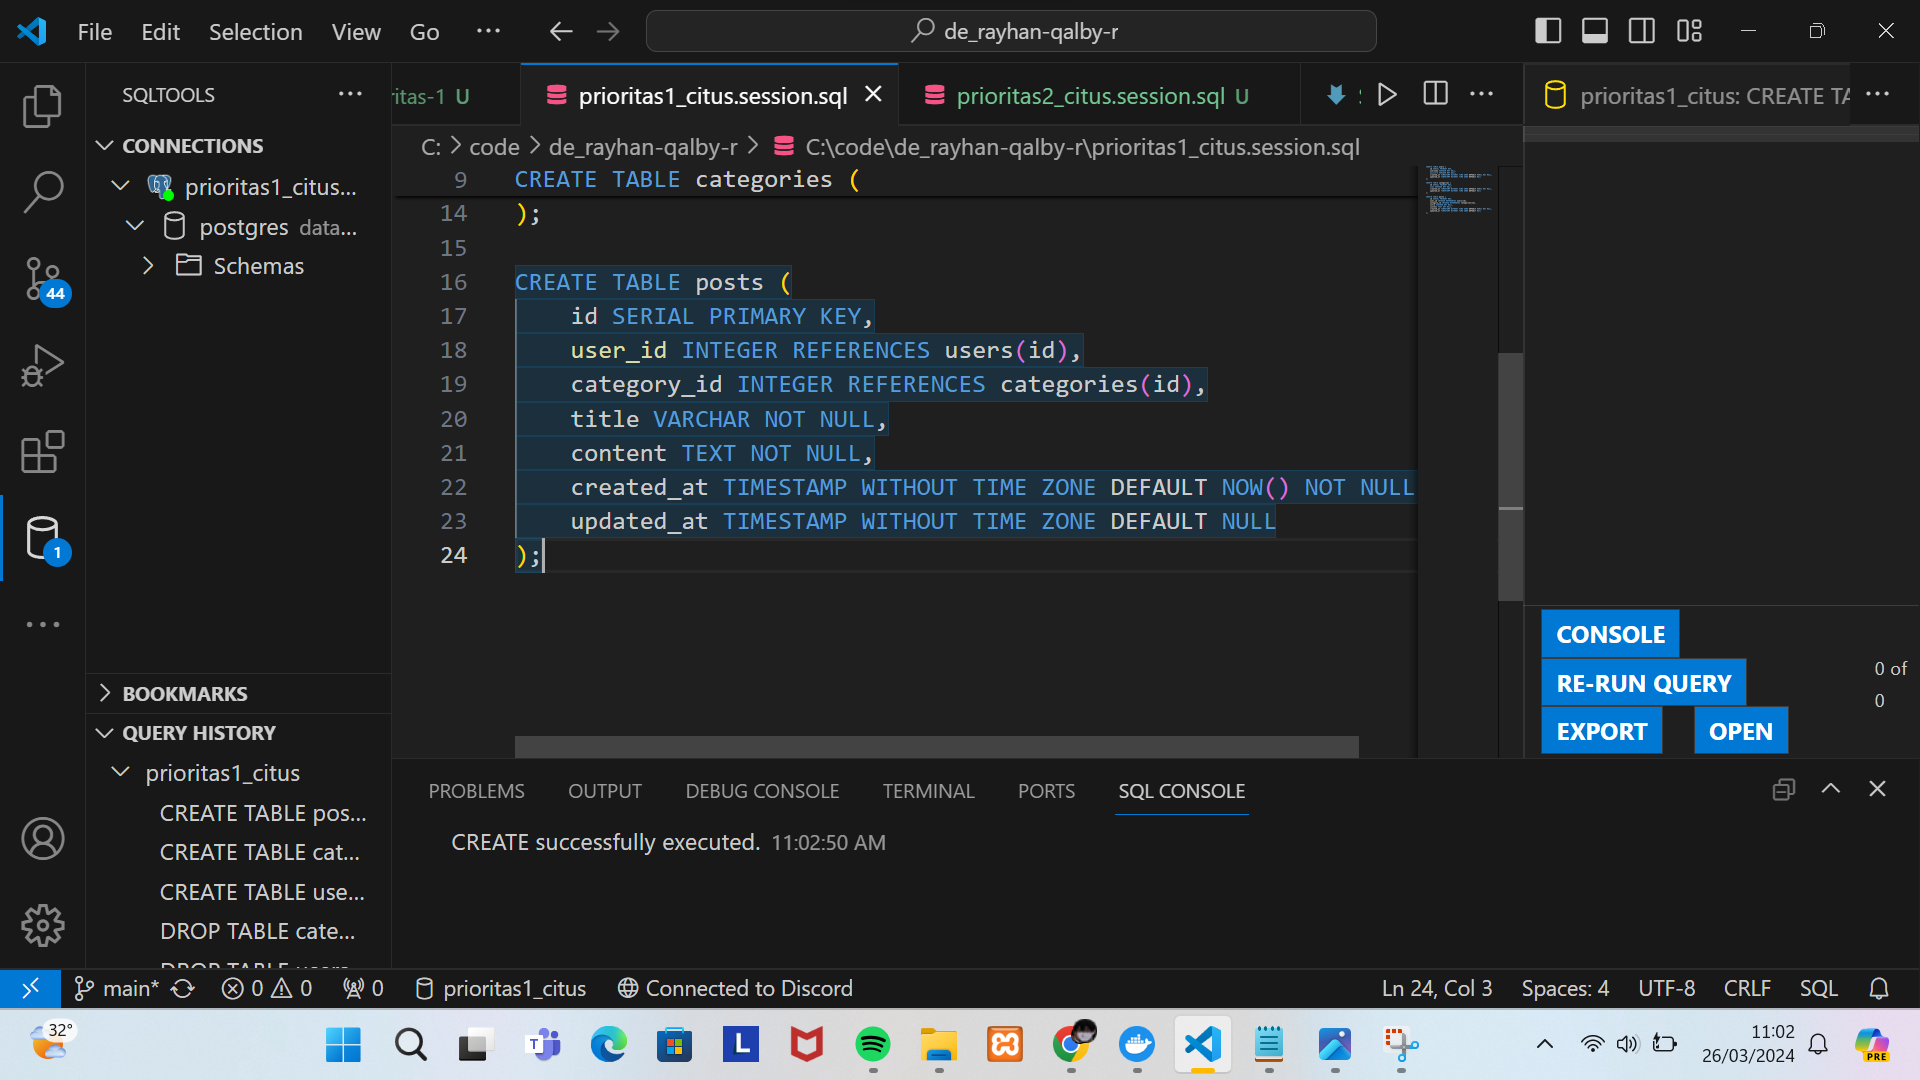 File Edit Selection View Go ...
de_rayhan-qalby-r
SQLTOOLS
CONNECTIONS
prioritas1_citus...
postgres data...
Schemas
BOOKMARKS
QUERY HISTORY
prioritas1_citus
CREATE TABLE pos...
CREATE TABLE cat...
CREATE TABLE use...
DROP TABLE cate...
DROP TABLE users
44
1
ritas-1 U
prioritas1_citus.session.sql
prioritas2_citus.session.sql U
C: > code > de_rayhan-qalby-r > C:\code\de_rayhan-qalby-r\prioritas1_citus.session.sql
9 CREATE TABLE categories (
14 );
15
16 CREATE TABLE posts (
17 id SERIAL PRIMARY KEY,
18 user_id INTEGER REFERENCES users(id),
19 category_id INTEGER REFERENCES categories(id),
20 title VARCHAR NOT NULL,
21 content TEXT NOT NULL,
22 created_at TIMESTAMP WITHOUT TIME ZONE DEFAULT NOW() NOT NULL
23 updated_at TIMESTAMP WITHOUT TIME ZONE DEFAULT NULL
24 );
prioritas1_citus: CREATE TA
CONSOLE
RE-RUN QUERY
EXPORT OPEN
0 of
0
PROBLEMS OUTPUT DEBUG CONSOLE TERMINAL PORTS SQL CONSOLE
CREATE successfully executed. 11:02:50 AM
main* 0 0 0 prioritas1_citus Connected to Discord
Ln 24, Col 3 Spaces: 4 UTF-8 CRLF SQL
32°
T
L
PRE
11:02
26/03/2024